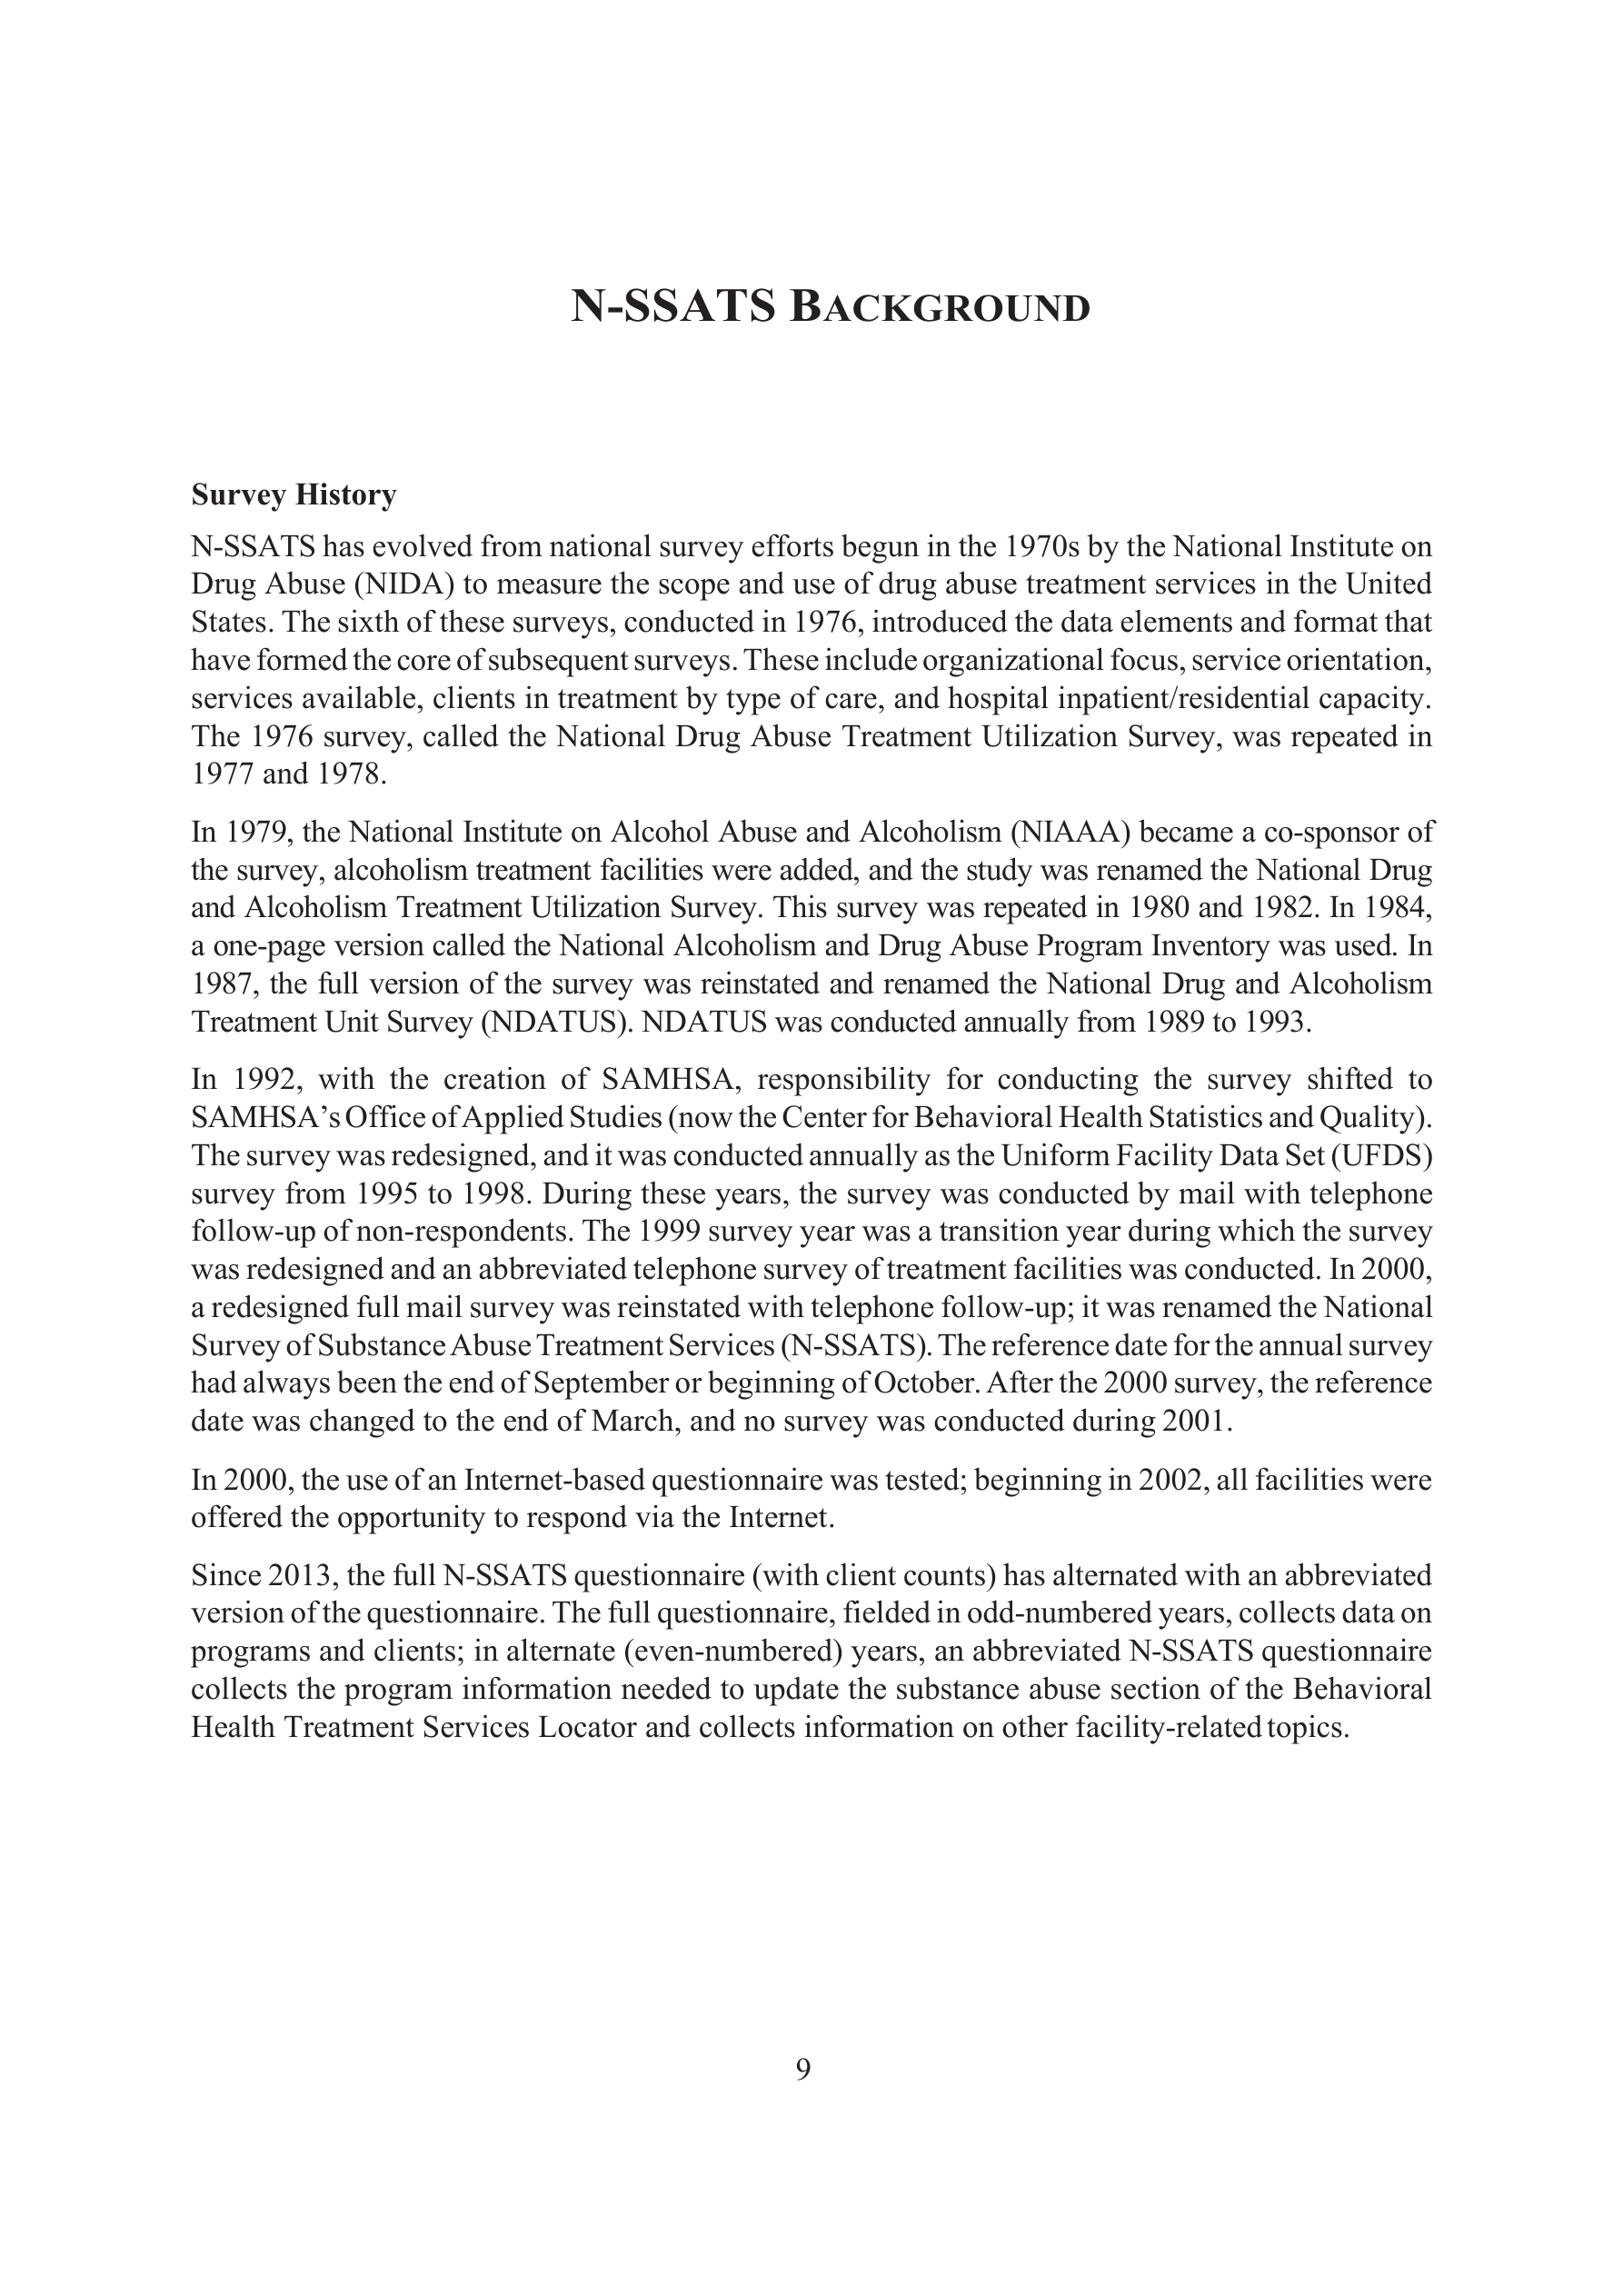 N-SSATS BACKGROUND
Survey History
N-SSATS has evolved from national survey efforts begun in the 1970s by the National Institute on
Drug Abuse (NIDA) to measure the scope and use of drug abuse treatment services in the United
States. The sixth of these surveys, conducted in 1976, introduced the data elements and format that
have formed the core of subsequent surveys. These include organizational focus, service orientation,
services available, clients in treatment by type of care, and hospital inpatient/residential capacity.
The 1976 survey, called the National Drug Abuse Treatment Utilization Survey, was repeated in
1977 and 1978.
In 1979, the National Institute on Alcohol Abuse and Alcoholism (NIAAA) became a co-sponsor of
the survey, alcoholism treatment facilities were added, and the study was renamed the National Drug
and Alcoholism Treatment Utilization Survey. This survey was repeated in 1980 and 1982. In 1984,
a one-page version called the National Alcoholism and Drug Abuse Program Inventory was used. In
1987, the full version of the survey was reinstated and renamed the National Drug and Alcoholism
Treatment Unit Survey (NDATUS). NDATUS was conducted annually from 1989 to 1993.
In 1992, with the creation of SAMHSA, responsibility for conducting the survey shifted to
SAMHSA’s Office of Applied Studies (now the Center for Behavioral Health Statistics and Quality).
The survey was redesigned, and it was conducted annually as the Uniform Facility Data Set (UFDS)
survey from 1995 to 1998. During these years, the survey was conducted by mail with telephone
follow-up of non-respondents. The 1999 survey year was a transition year during which the survey
was redesigned and an abbreviated telephone survey of treatment facilities was conducted. In 2000,
a redesigned full mail survey was reinstated with telephone follow-up; it was renamed the National
Survey of Substance Abuse Treatment Services (N-SSATS). The reference date for the annual survey
had always been the end of September or beginning of October. After the 2000 survey, the reference
date was changed to the end of March, and no survey was conducted during 2001.
In 2000, the use of an Internet-based questionnaire was tested; beginning in 2002, all facilities were
offered the opportunity to respond via the Internet.
Since 2013, the full N-SSATS questionnaire (with client counts) has alternated with an abbreviated
version of the questionnaire. The full questionnaire, fielded in odd-numbered years, collects data on
programs and clients; in alternate (even-numbered) years, an abbreviated N-SSATS questionnaire
collects the program information needed to update the substance abuse section of the Behavioral
Health Treatment Services Locator and collects information on other facility-related topics.
9